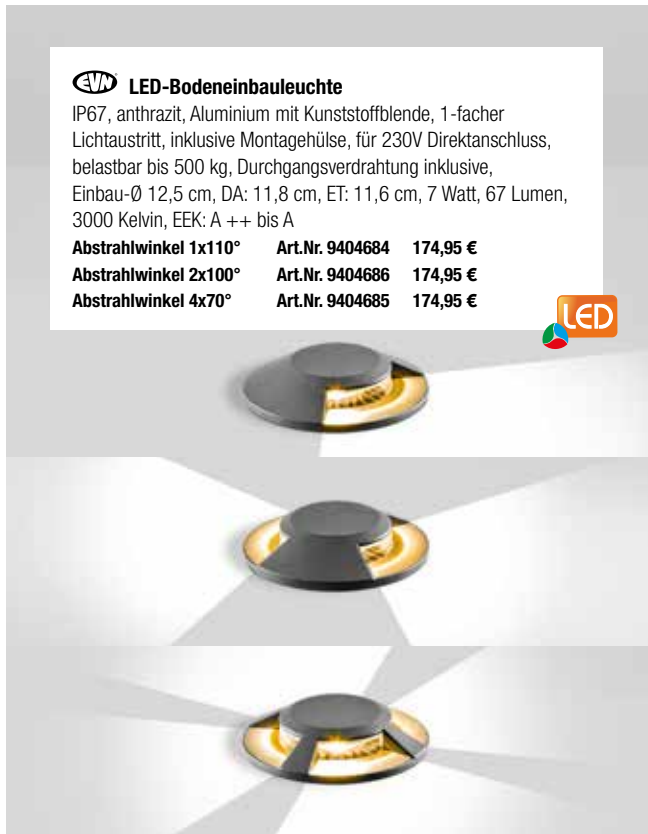 EVN LED-Bodeneinbauleuchte
IP67, anthrazit, Aluminium mit Kunststoffblende, 1-facher
Lichtaustritt, inklusive Montagehülse, für 230V Direktanschluss,
belastbar bis 500 kg, Durchgangsverdrahtung inklusive,
Einbau-Ø 12,5 cm, DA: 11,8 cm, ET: 11,6 cm, 7 Watt, 67 Lumen,
3000 Kelvin, EEK: A ++ bis A
Abstrahlwinkel 1x110° Art.Nr. 9404684 174,95 €
Abstrahlwinkel 2x100° Art.Nr. 9404686 174,95 €
Abstrahlwinkel 4x70° Art.Nr. 9404685 174,95 €
LED